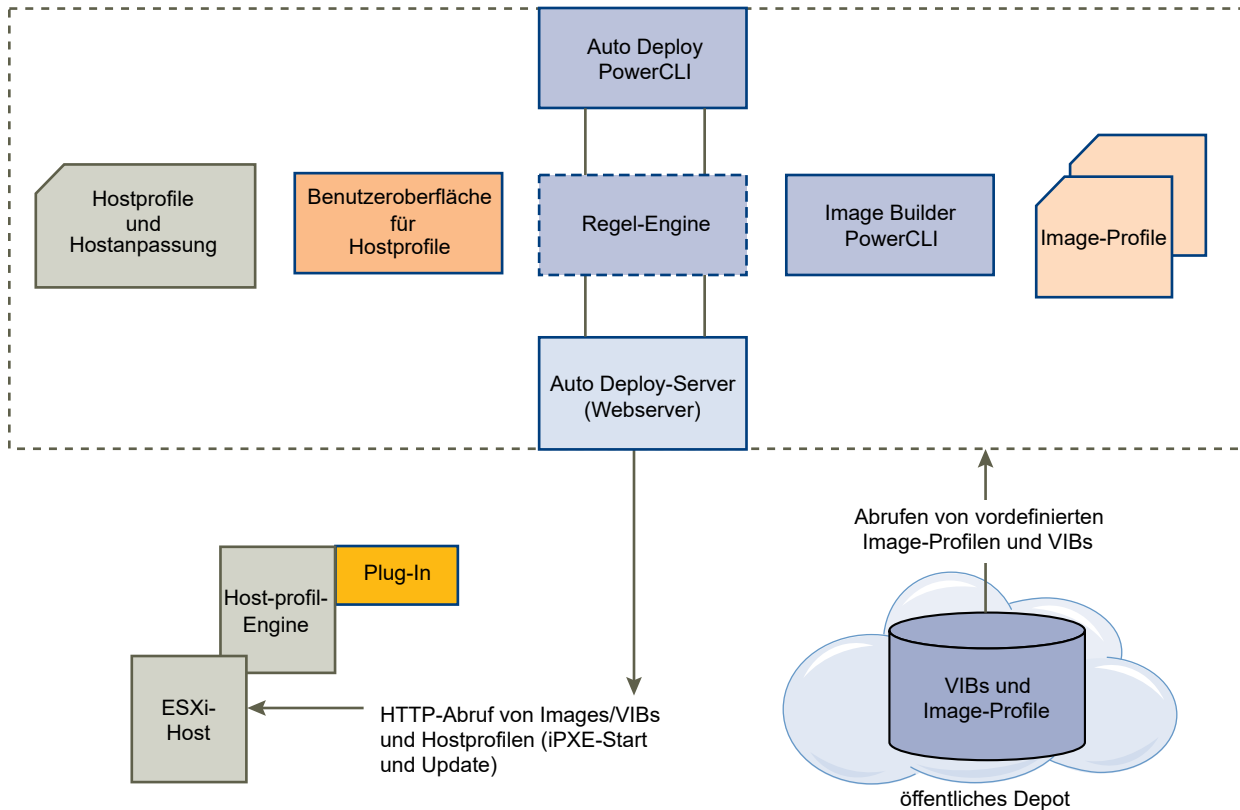 Auto Deploy
PowerCLI
Hostprofile
und
Hostanpassung
Benutzeroberfläche
für
Hostprofile
Regel-Engine
Image Builder
PowerCLI
Image-Profile
Auto Deploy-Server
(Webserver)
Abrufen von vordefinierten
Image-Profilen und VIBs
Plug-In
Host-profil-
Engine
ESXi-
Host
HTTP-Abruf von Images/VIBs
und Hostprofilen (iPXE-Start
und Update)
VIBs und
Image-Profile
öffentliches Depot